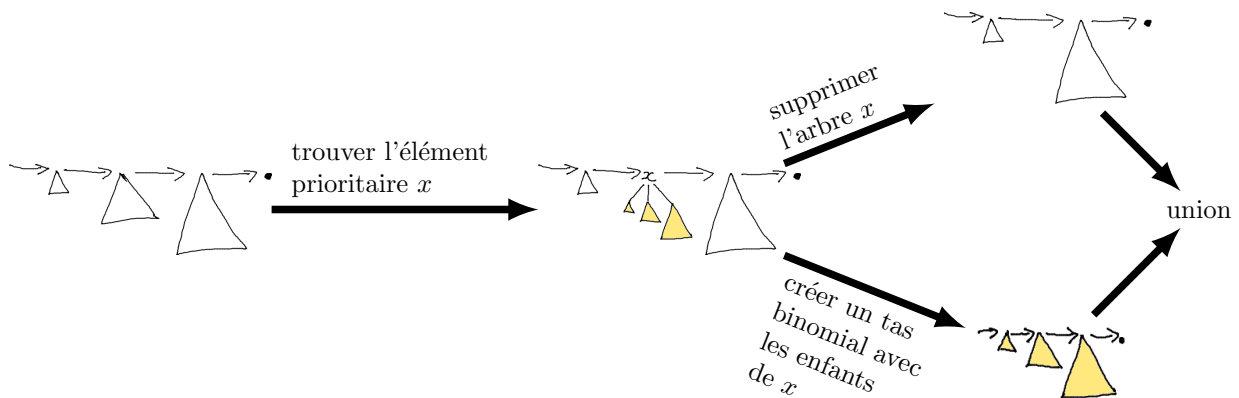 trouver l'élément
prioritaire x
x
supprimer
l'arbre x
créer un tas
binomial avec
les enfants
de x
union